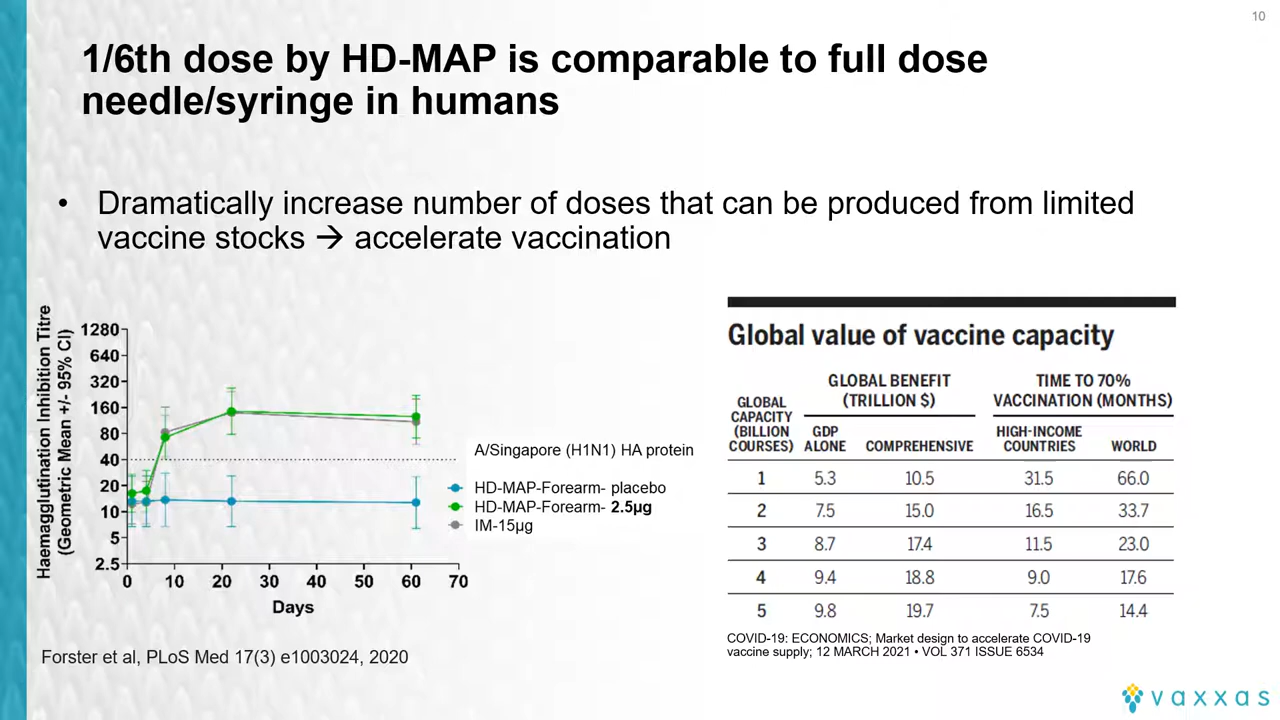 10
1/6th dose by HD-MAP is comparable to full dose
needle/syringe in humans
• Dramatically increase number of doses that can be produced from limited
vaccine stocks → accelerate vaccination
Haemagglutination Inhibition Titre
(Geometric Mean +/- 95% CI)
1280
640
320
160
80
40
20
10
5
2.5
0 10 20 30 40 50 60 70
Days
A/Singapore (H1N1) HA protein
HD-MAP-Forearm- placebo
HD-MAP-Forearm- 2.5µg
IM-15µg
Forster et al, PLoS Med 17(3) e1003024, 2020
Global value of vaccine capacity
GLOBAL BENEFIT
(TRILLION $)
TIME TO 70%
VACCINATION (MONTHS)
GLOBAL
CAPACITY
(BILLION
COURSES)
GDP
ALONE
COMPREHENSIVE
HIGH-INCOME
COUNTRIES
WORLD
1 5.3 10.5 31.5 66.0
2 7.5 15.0 16.5 33.7
3 8.7 17.4 11.5 23.0
4 9.4 18.8 9.0 17.6
5 9.8 19.7 7.5 14.4
COVID-19: ECONOMICS; Market design to accelerate COVID-19
vaccine supply; 12 MARCH 2021 • VOL 371 ISSUE 6534
vaxxas